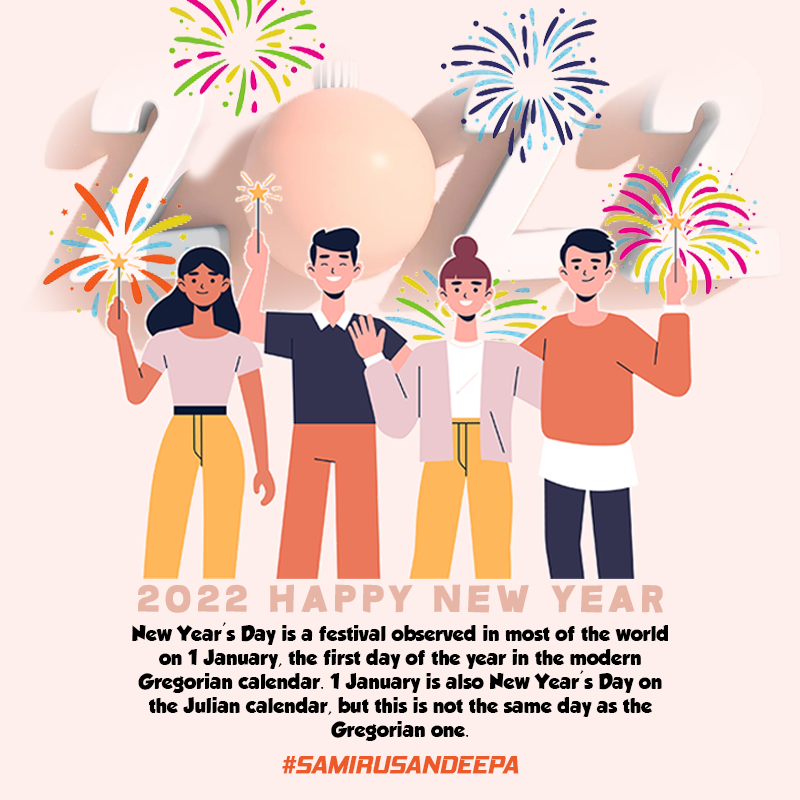 2022
2022 HAPPY NEW YEAR
New Year's Day is a festival observed in most of the world
on 1 January, the first day of the year in the modern
Gregorian calendar. 1 January is also New Year's Day on
the Julian calendar, but this is not the same day as the
Gregorian one.
#SAMIRUSANDEEPA